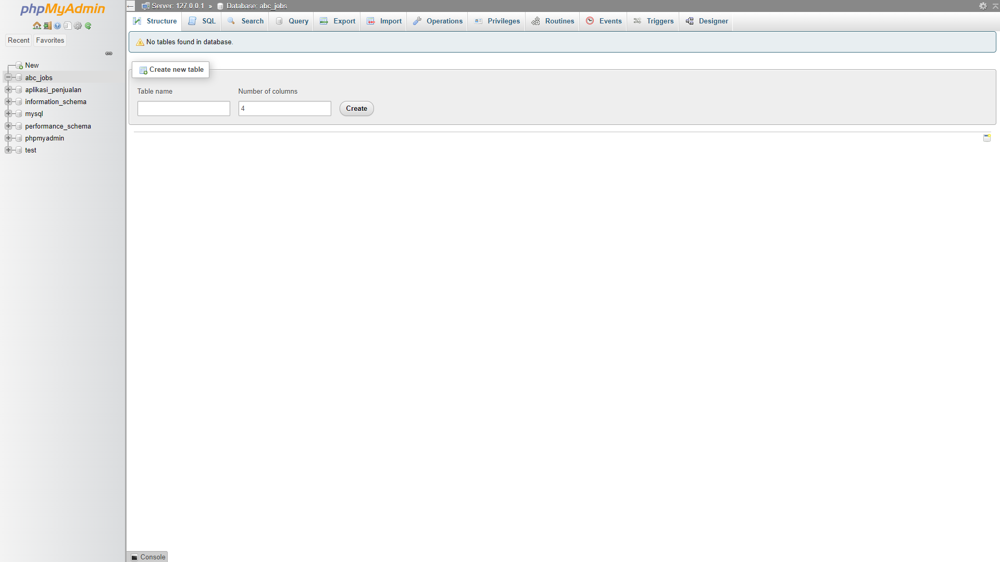 phpMyAdmin
Recent Favorites
New
abc_jobs
aplikasi_penjualan
information_schema
mysql
performance_schema
phpmyadmin
test
Server: 127.0.0.1 » Database: abc_jobs
Structure SQL Search Query Export Import Operations Privileges Routines Events Triggers Designer
No tables found in database.
Create new table
Table name Number of columns
4 Create
Console